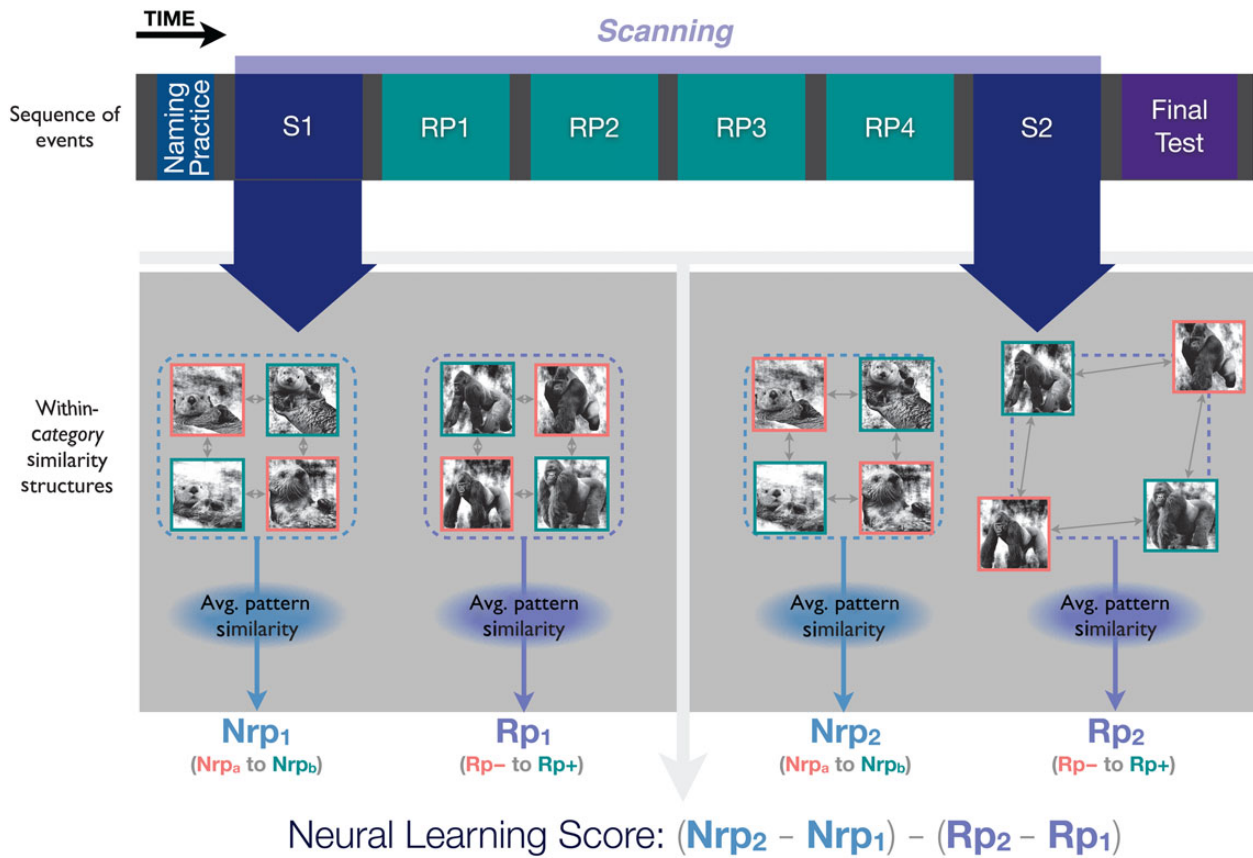 TIME
Scanning
Sequence of
events
Naming
Practice
S1
RP1
RP2
RP3
RP4
S2
Final
Test
Within-
category
similarity
structures
Avg. pattern
similarity
Avg. pattern
similarity
Avg. pattern
similarity
Avg. pattern
similarity
Nrp₁
(Nrpₐ to Nrpb)
Rp₁
(Rp– to Rp+)
Nrp₂
(Nrpₐ to Nrpb)
Rp₂
(Rp– to Rp+)
Neural Learning Score: (Nrp₂ – Nrp₁) – (Rp₂ – Rp₁)